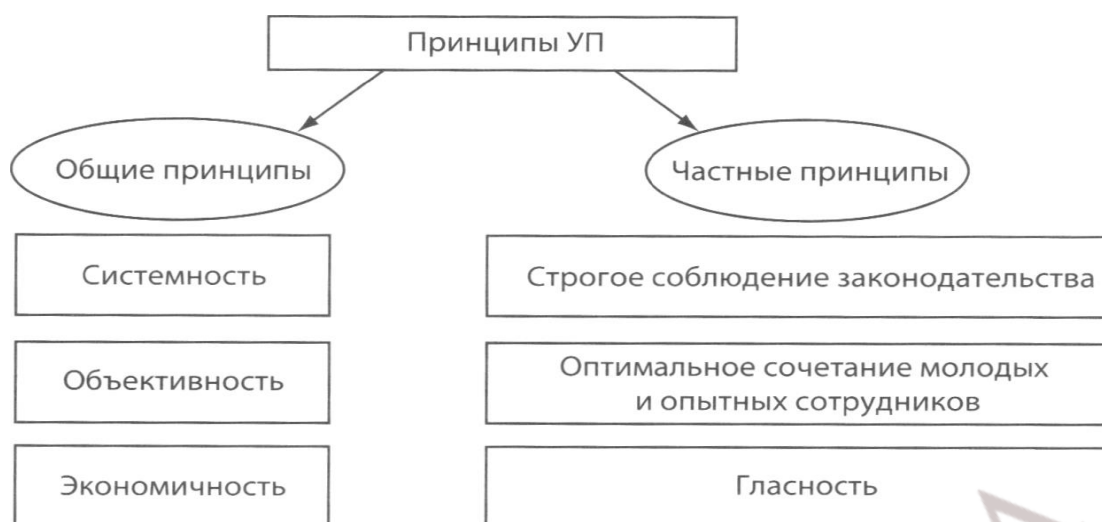 Принципы УП
Общие принципы
Частные принципы
Системность
Строгое соблюдение законодательства
Объективность
Оптимальное сочетание молодых
и опытных сотрудников
Экономичность
Гласность